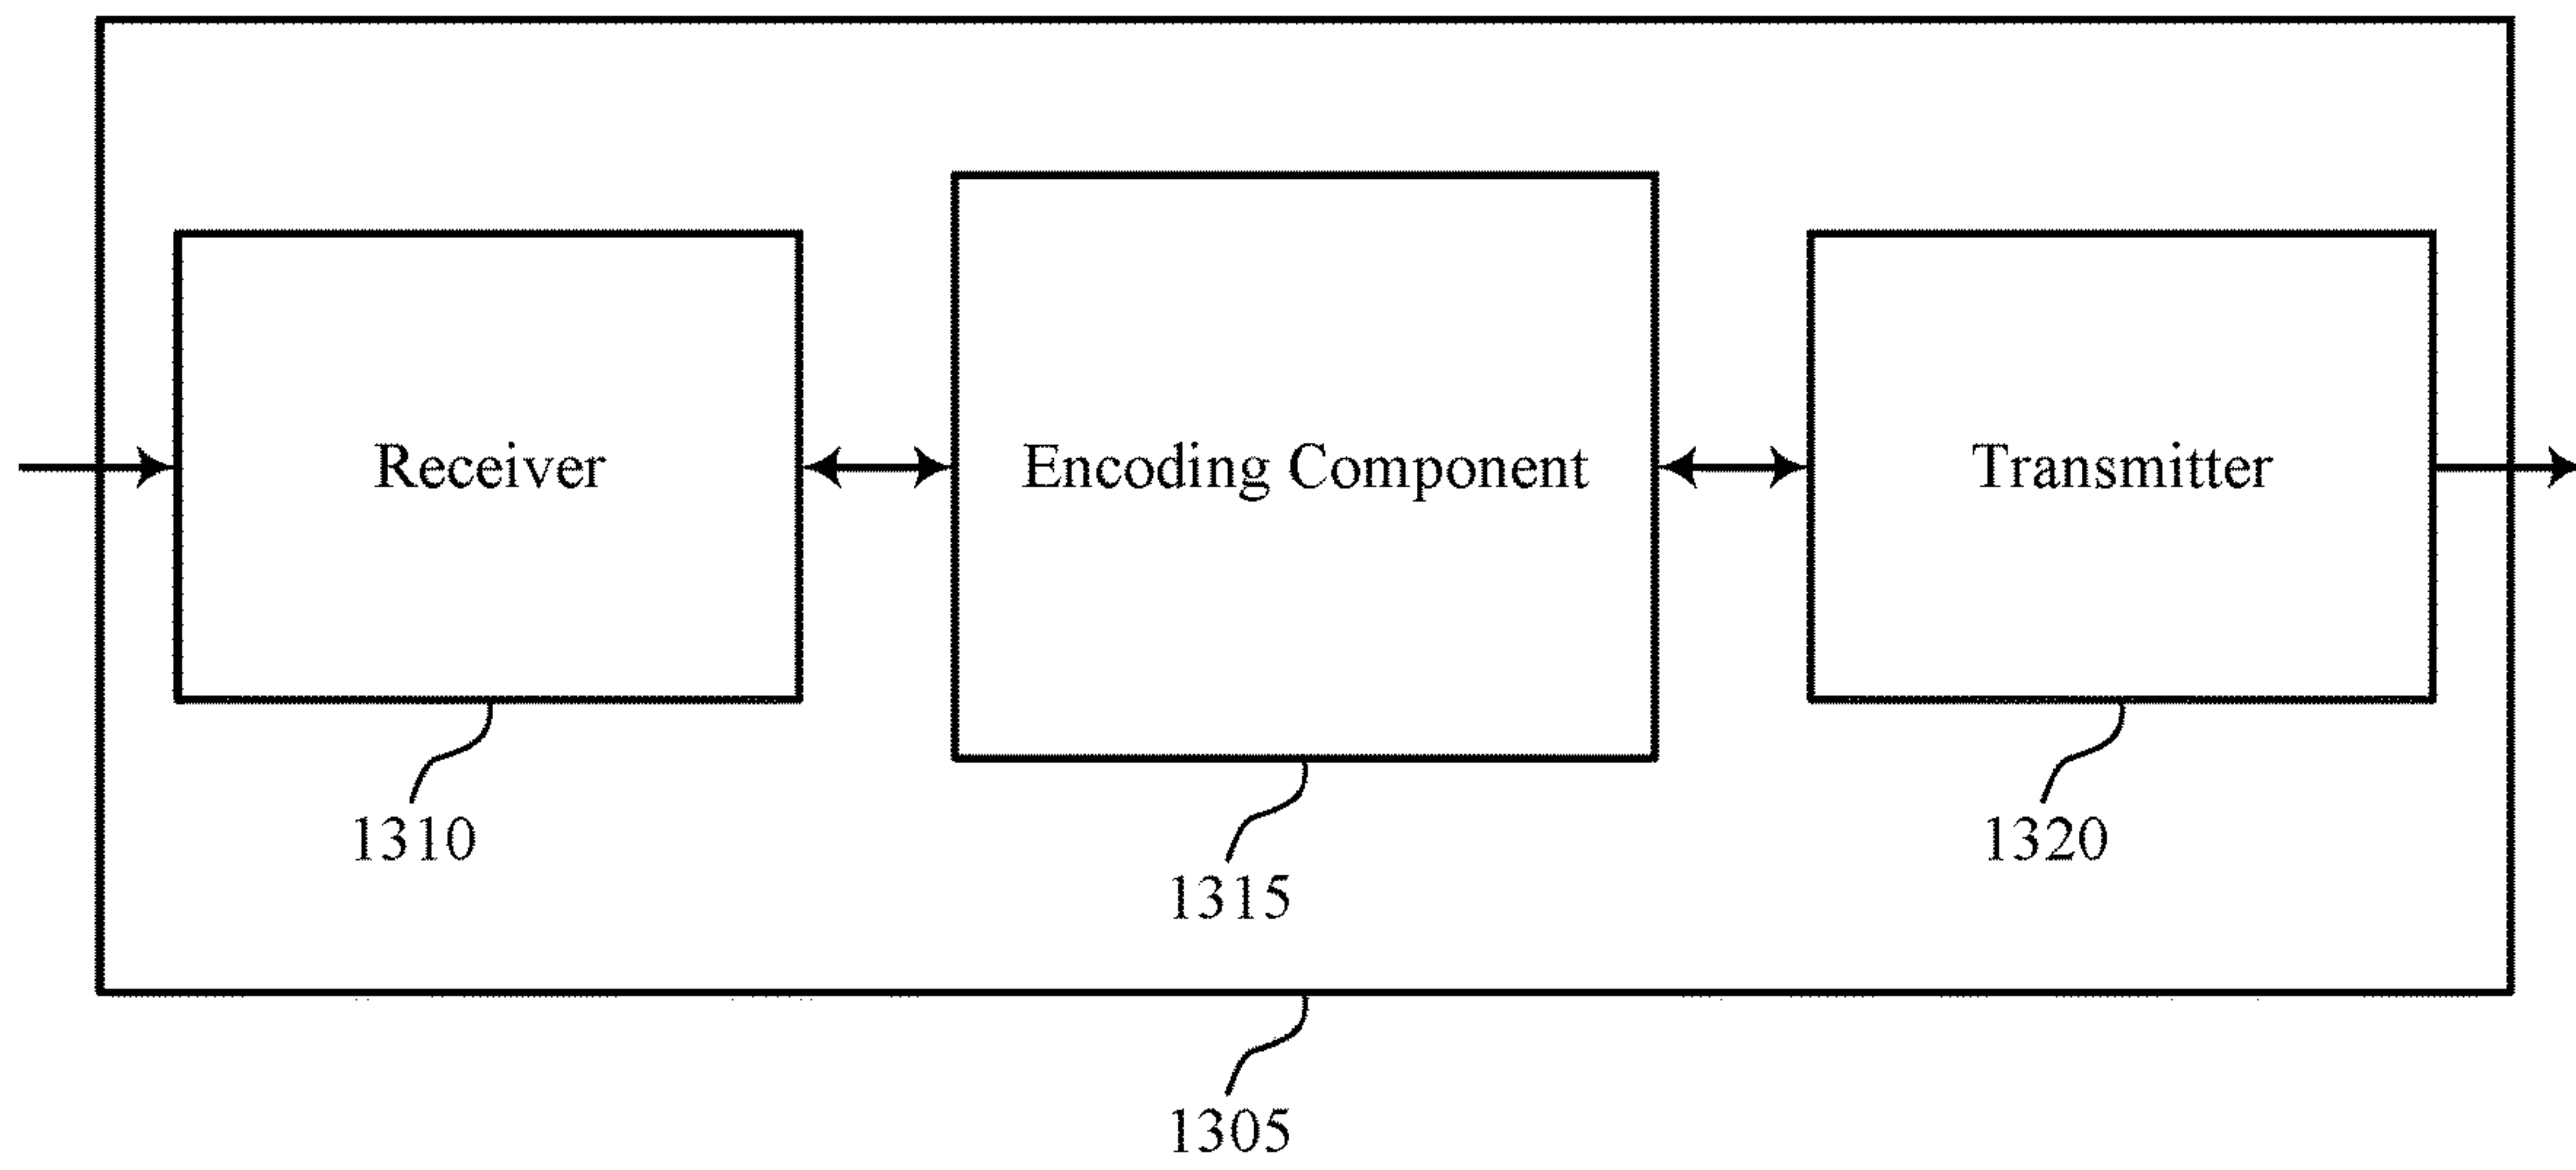 Receiver
Encoding Component
Transmitter
1310
1315
1320
1305